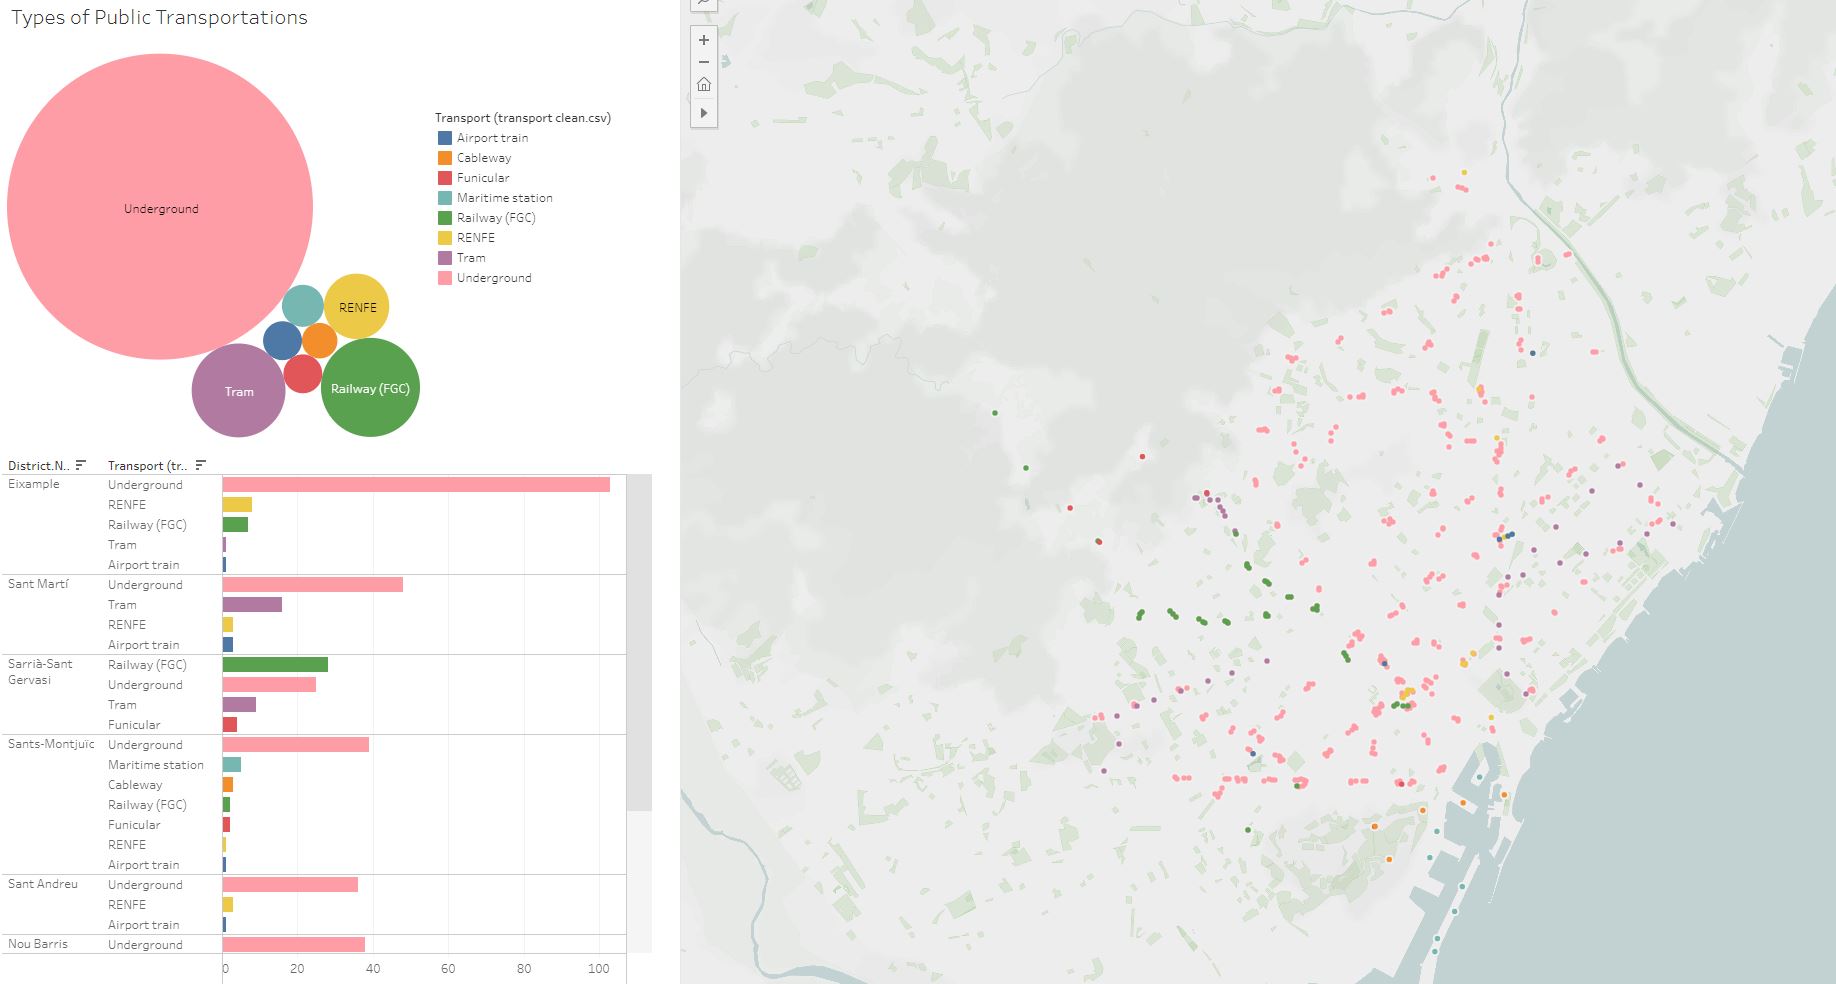 Types of Public Transportations
Underground
RENFE
Tram
Railway (FGC)
Transport (transport clean.csv)
Airport train
Cableway
Funicular
Maritime station
Railway (FGC)
RENFE
Tram
Underground
District.N.. Transport (tr..
Eixample Underground
RENFE
Railway (FGC)
Tram
Airport train
Sant Martí Underground
Tram
RENFE
Airport train
Sarrià-Sant Railway (FGC)
Gervasi Underground
Tram
Funicular
Sants-Montjuïc Underground
Maritime station
Cableway
Railway (FGC)
Funicular
RENFE
Airport train
Sant Andreu Underground
RENFE
Airport train
Nou Barris Underground
0 20 40 60 80 100